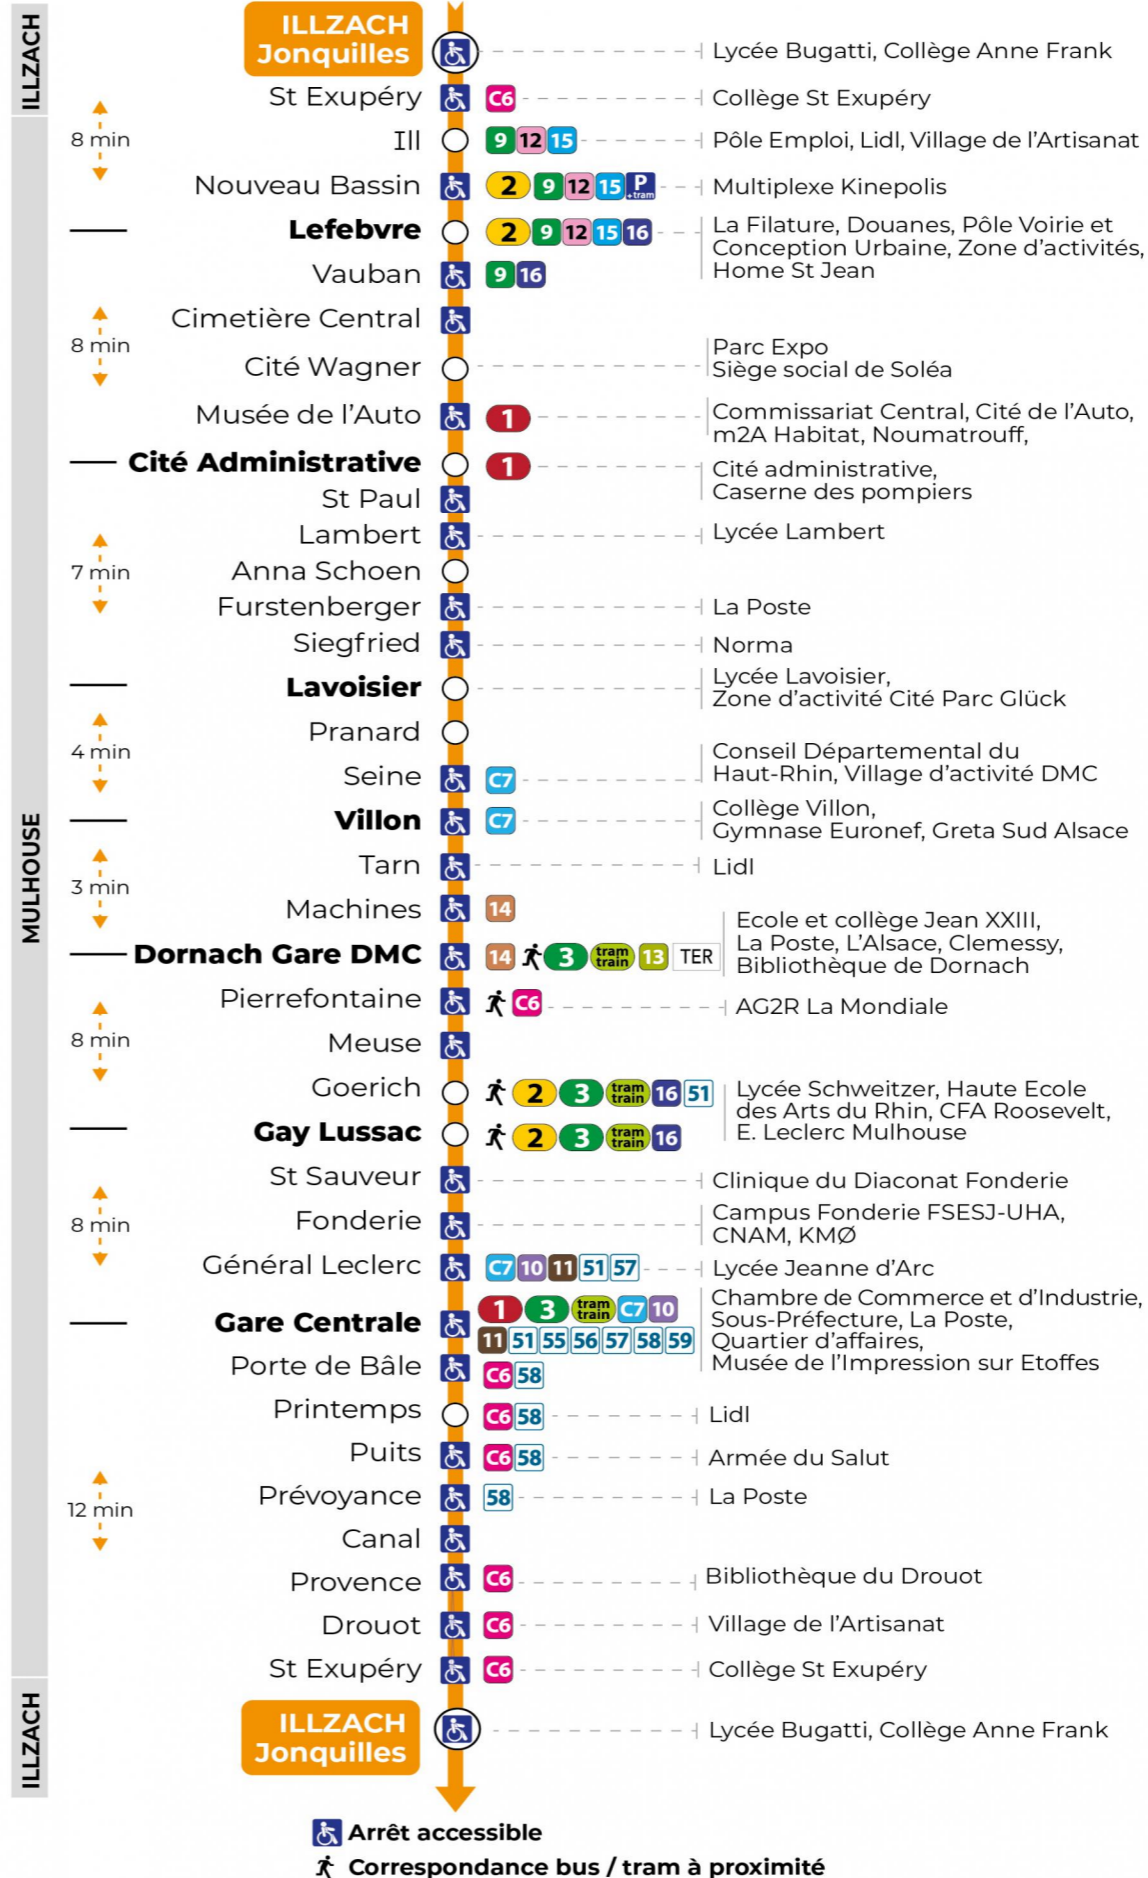 ILLZACH
ILLZACH
Jonquilles
Lycée Bugatti, Collège Anne Frank
St Exupéry C6 Collège St Exupéry
8 min
Ill 9 12 15 Pôle Emploi, Lidl, Village de l'Artisanat
Nouveau Bassin 2 9 12 15 P +tram Multiplexe Kinepolis
Lefebvre 2 9 12 15 16 La Filature, Douanes, Pôle Voirie et
Conception Urbaine, Zone d'activités,
Home St Jean
Vauban 9 16
Cimetière Central
8 min
Cité Wagner Parc Expo
Siège social de Soléa
Musée de l'Auto 1 Commissariat Central, Cité de l'Auto,
m2A Habitat, Noumatrouff,
Cité Administrative 1 Cité administrative,
Caserne des pompiers
St Paul
Lambert Lycée Lambert
7 min
Anna Schoen
Furstenberger La Poste
Siegfried Norma
Lavoisier Lycée Lavoisier,
Zone d'activité Cité Parc Glück
Pranard
4 min
Seine C7 Conseil Départemental du
Haut-Rhin, Village d'activité DMC
MULHOUSE
Villon C7 Collège Villon,
Gymnase Euronef, Greta Sud Alsace
Tarn Lidl
3 min
Machines 14
Dornach Gare DMC 14 3 tram train 13 TER Ecole et collège Jean XXIII,
La Poste, L'Alsace, Clemessy,
Bibliothèque de Dornach
Pierrefontaine C6 AG2R La Mondiale
8 min
Meuse
Goerich 2 3 tram train 16 51 Lycée Schweitzer, Haute Ecole
des Arts du Rhin, CFA Roosevelt,
E. Leclerc Mulhouse
Gay Lussac 2 3 tram train 16
St Sauveur Clinique du Diaconat Fonderie
8 min
Fonderie Campus Fonderie FSESJ-UHA,
CNAM, KMØ
Général Leclerc C7 10 11 51 57 Lycée Jeanne d'Arc
Gare Centrale 1 3 tram train C7 10
11 51 55 56 57 58 59
Chambre de Commerce et d'Industrie,
Sous-Préfecture, La Poste,
Quartier d'affaires,
Musée de l'Impression sur Etoffes
Porte de Bâle C6 58
Printemps C6 58 Lidl
Puits C6 58 Armée du Salut
12 min
Prévoyance 58 La Poste
Canal
Provence C6 Bibliothèque du Drouot
Drouot C6 Village de l'Artisanat
St Exupéry C6 Collège St Exupéry
ILLZACH
ILLZACH
Jonquilles
Lycée Bugatti, Collège Anne Frank
Arrêt accessible
Correspondance bus / tram à proximité